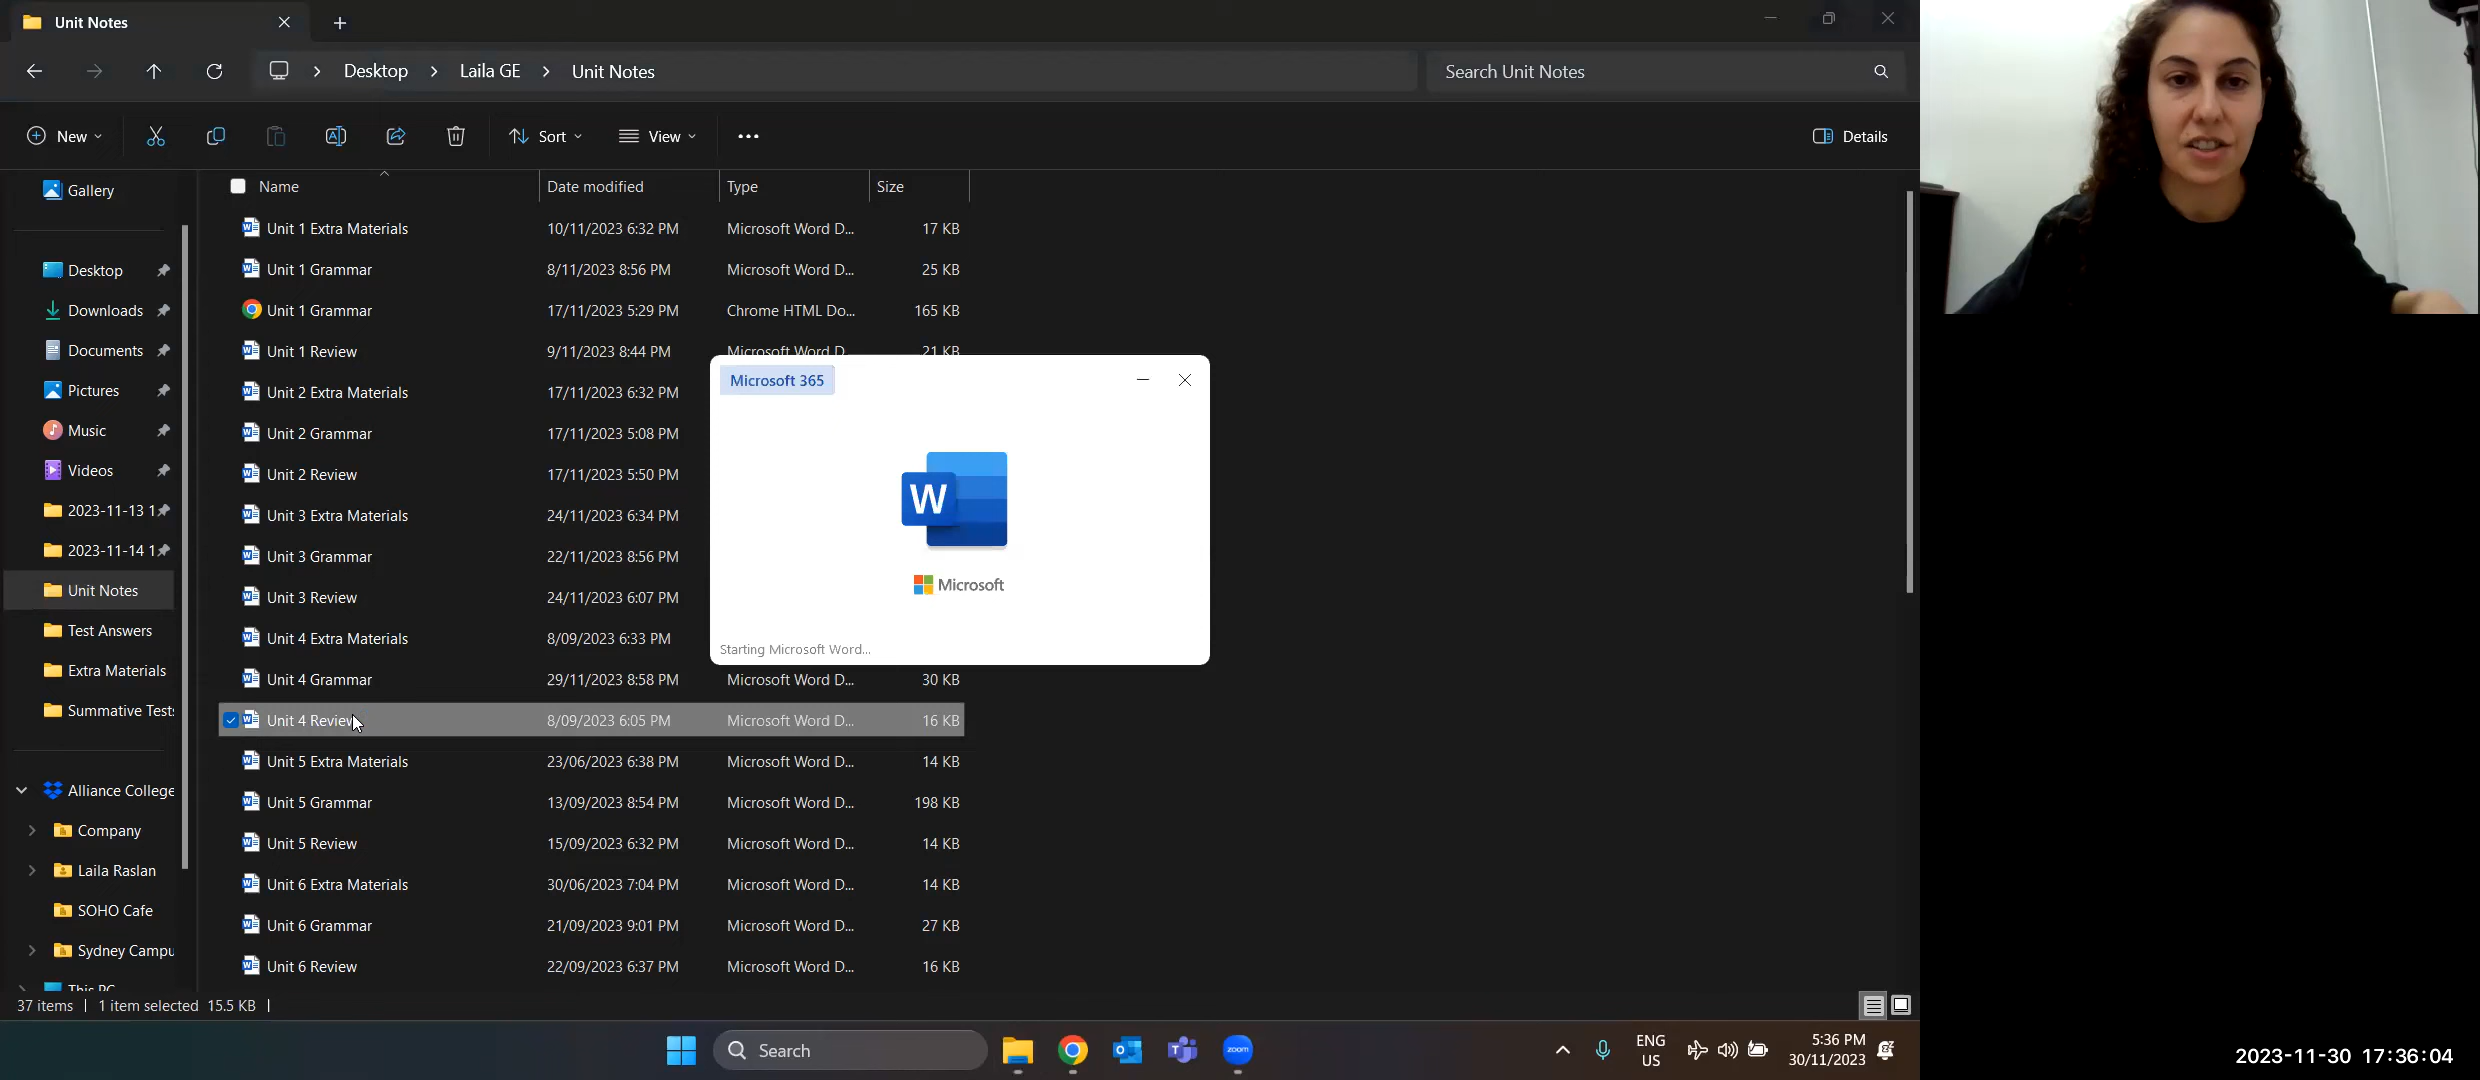 Unit Notes
Desktop Laila GE Unit Notes Search Unit Notes
New Sort View Details
Name Date modified Type Size
Gallery
Desktop
Downloads
Documents
Pictures
Music
Videos
2023-11-13 1
2023-11-14 1
Unit Notes
Test Answers
Extra Materials
Summative Tests
Alliance College
Company
Laila Raslan
SOHO Cafe
Sydney Campu
This PC
Unit 1 Extra Materials 10/11/2023 6:32 PM Microsoft Word D... 17 KB
Unit 1 Grammar 8/11/2023 8:56 PM Microsoft Word D... 25 KB
Unit 1 Grammar 17/11/2023 5:29 PM Chrome HTML Do... 165 KB
Unit 1 Review 9/11/2023 8:44 PM Microsoft Word D... 21 KB
Unit 2 Extra Materials 17/11/2023 6:32 PM
Unit 2 Grammar 17/11/2023 5:08 PM
Unit 2 Review 17/11/2023 5:50 PM
Unit 3 Extra Materials 24/11/2023 6:34 PM
Unit 3 Grammar 22/11/2023 8:56 PM
Unit 3 Review 24/11/2023 6:07 PM
Unit 4 Extra Materials 8/09/2023 6:33 PM
Unit 4 Grammar 29/11/2023 8:58 PM Microsoft Word D... 30 KB
Unit 4 Review 8/09/2023 6:05 PM Microsoft Word D... 16 KB
Unit 5 Extra Materials 23/06/2023 6:38 PM Microsoft Word D... 14 KB
Unit 5 Grammar 13/09/2023 8:54 PM Microsoft Word D... 198 KB
Unit 5 Review 15/09/2023 6:32 PM Microsoft Word D... 14 KB
Unit 6 Extra Materials 30/06/2023 7:04 PM Microsoft Word D... 14 KB
Unit 6 Grammar 21/09/2023 9:01 PM Microsoft Word D... 27 KB
Unit 6 Review 22/09/2023 6:37 PM Microsoft Word D... 16 KB
Microsoft 365
W
Microsoft
Starting Microsoft Word...
37 items 1 item selected 15.5 KB
Search
zoom
ENG
US
5:36 PM
30/11/2023
2023-11-30 17:36:04